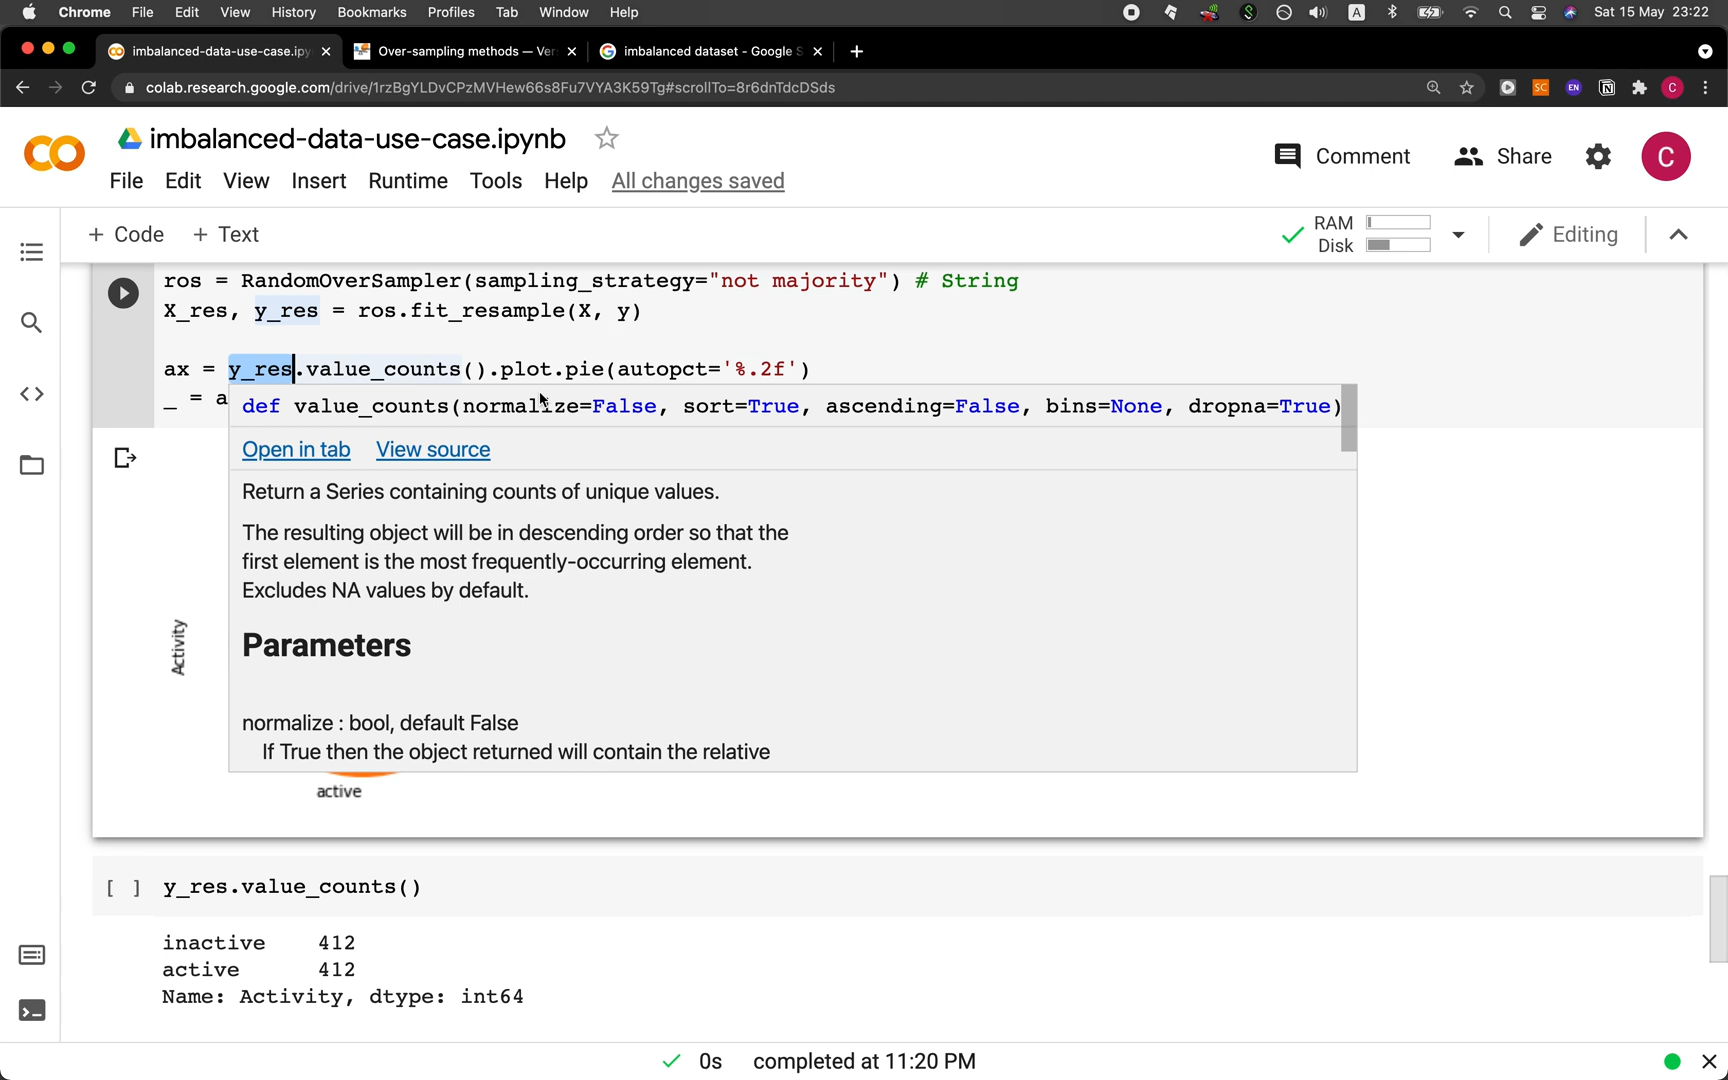 Chrome File Edit View History Bookmarks Profiles Tab Window Help A Sat 15 May 23:22
imbalanced-data-use-case.ipy Over-sampling methods — Ver imbalanced dataset - Google S
colab.research.google.com/drive/1rzBgYLDvCPzMVHew66s8Fu7VYA3K59Tg#scrollTo=8r6dnTdcDSds SC EN C
imbalanced-data-use-case.ipynb
Comment Share C
File Edit View Insert Runtime Tools Help All changes saved
+ Code + Text RAM Disk Editing
ros = RandomOverSampler(sampling_strategy="not majority") # String
X_res, y_res = ros.fit_resample(X, y)
ax = y_res.value_counts().plot.pie(autopct='%.2f')
_ = a
def value_counts(normalize=False, sort=True, ascending=False, bins=None, dropna=True)
Open in tab View source
Return a Series containing counts of unique values.
The resulting object will be in descending order so that the
first element is the most frequently-occurring element.
Excludes NA values by default.
Activity
Parameters
normalize : bool, default False
If True then the object returned will contain the relative
active
[ ] y_res.value_counts()
inactive 412
active 412
Name: Activity, dtype: int64
0s completed at 11:20 PM